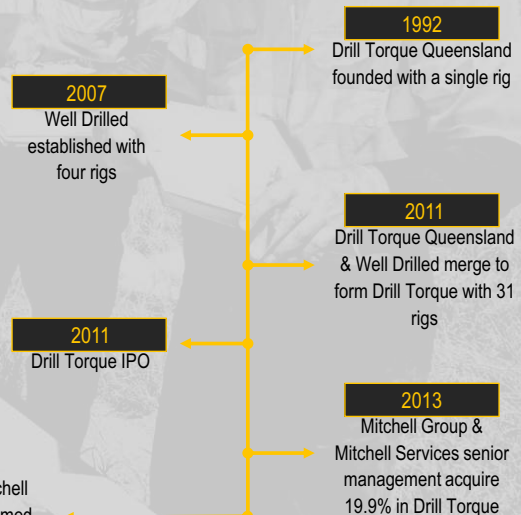 1992
Drill Torque Queensland
founded with a single rig
2007
Well Drilled
established with
four rigs
2011
Drill Torque Queensland
& Well Drilled merge to
form Drill Torque with 31
rigs
2011
Drill Torque IPO
2013
Mitchell Group &
Mitchell Services senior
management acquire
19.9% in Drill Torque